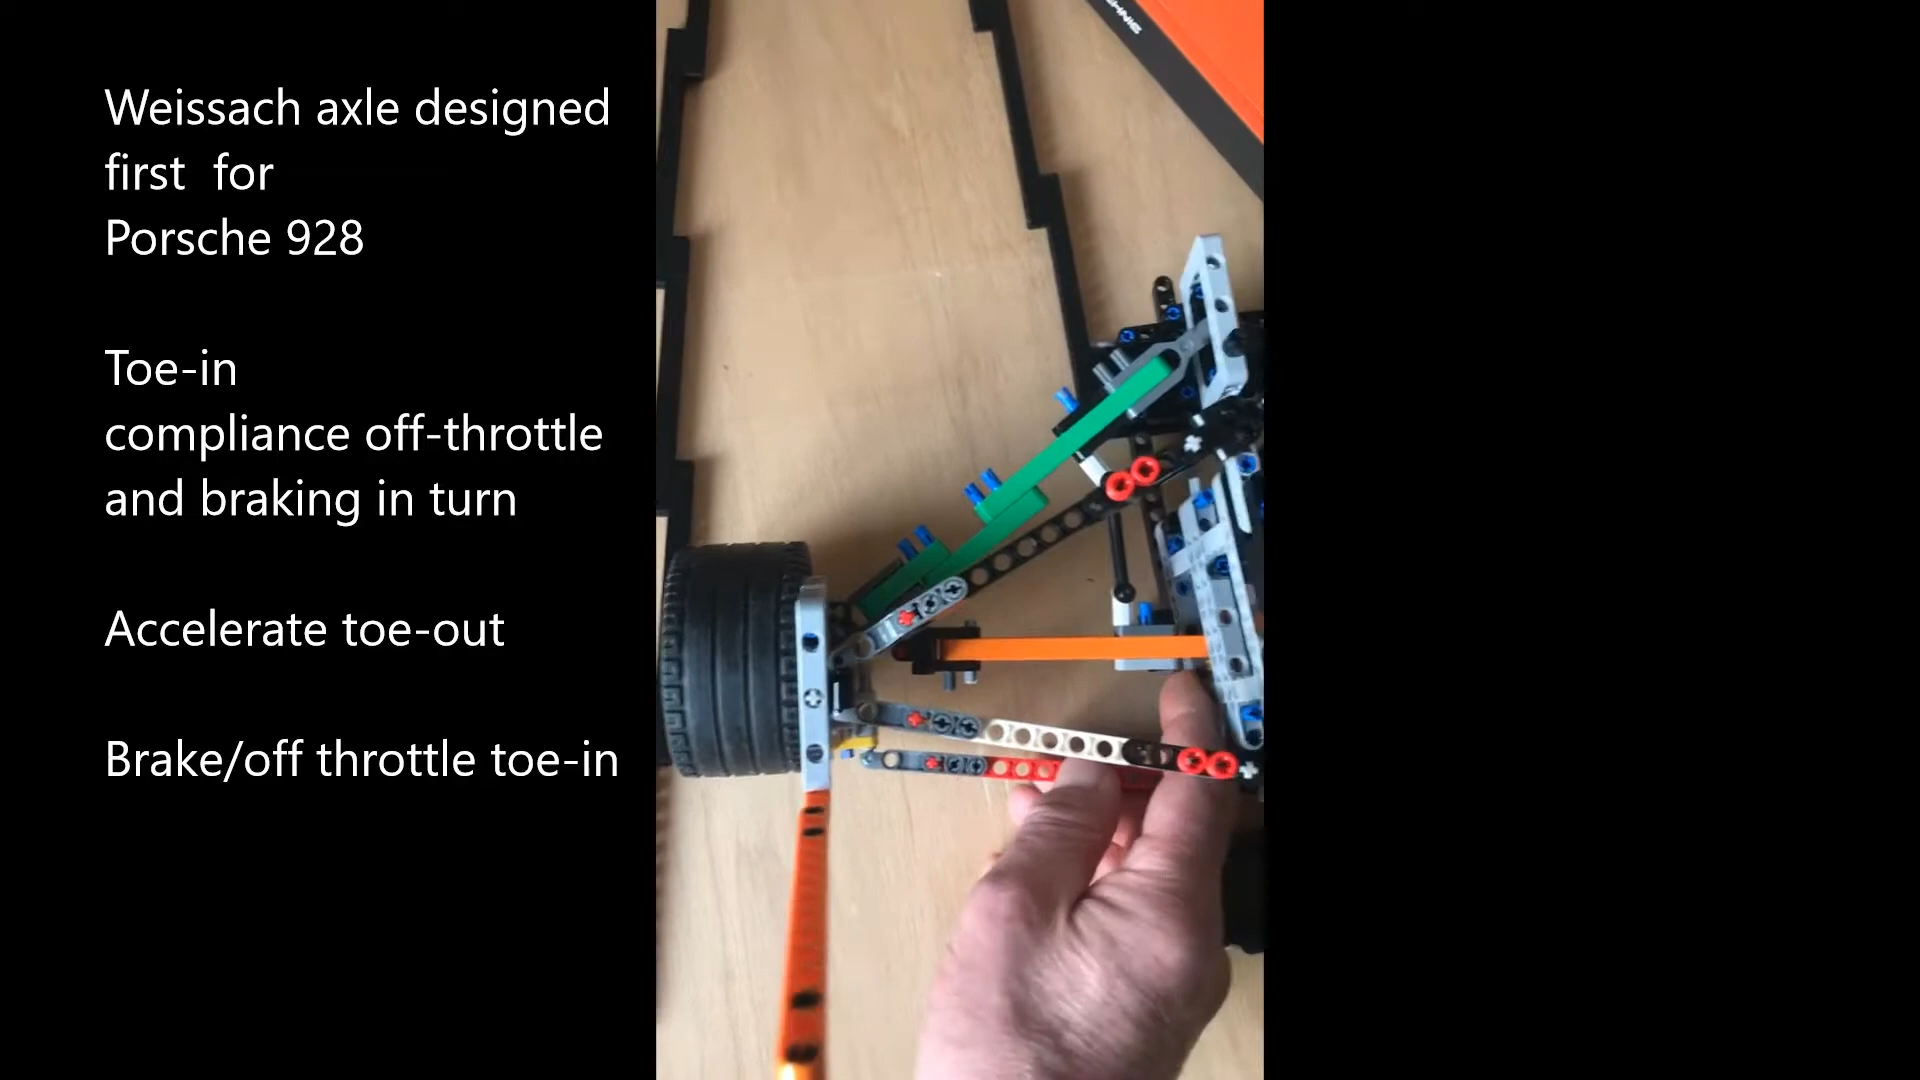 Weissach axle designed
first  for
Porsche 928
Toe-in
compliance off-throttle
and braking in turn
Accelerate toe-out
Brake/off throttle toe-in